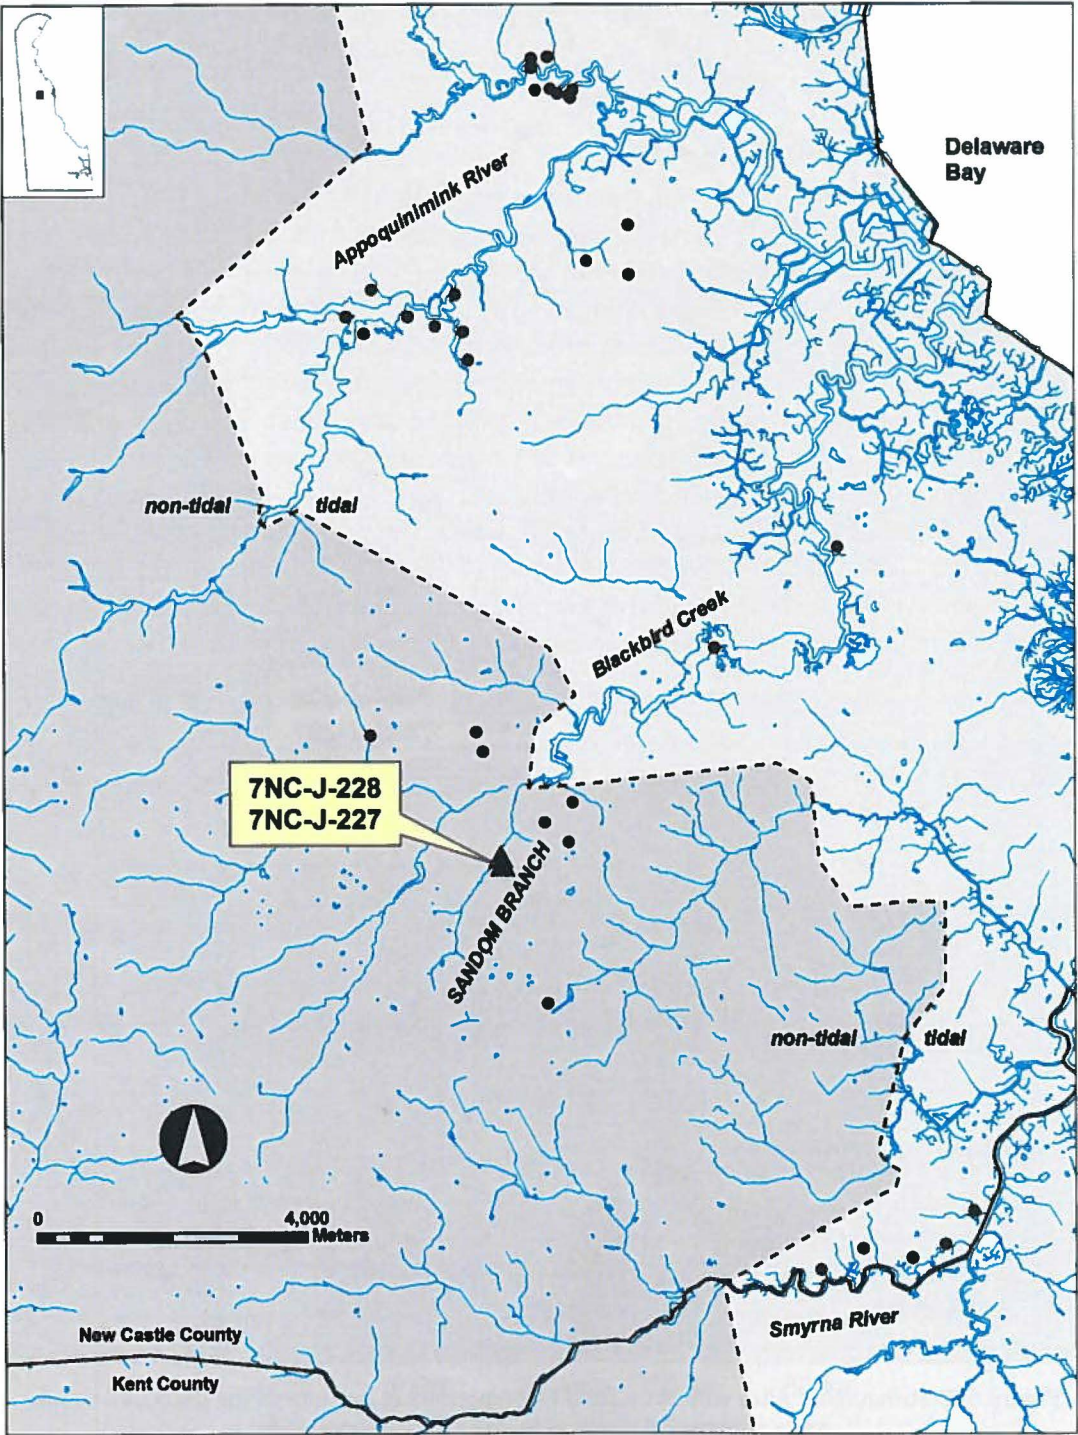 Delaware
Bay
Appoquinimink River
non-tidal
tidal
Blackbird Creek
7NC-J-228
7NC-J-227
SANDOM BRANCH
non-tidal
tidal
0
4,000
Meters
Smyrna River
New Castle County
Kent County